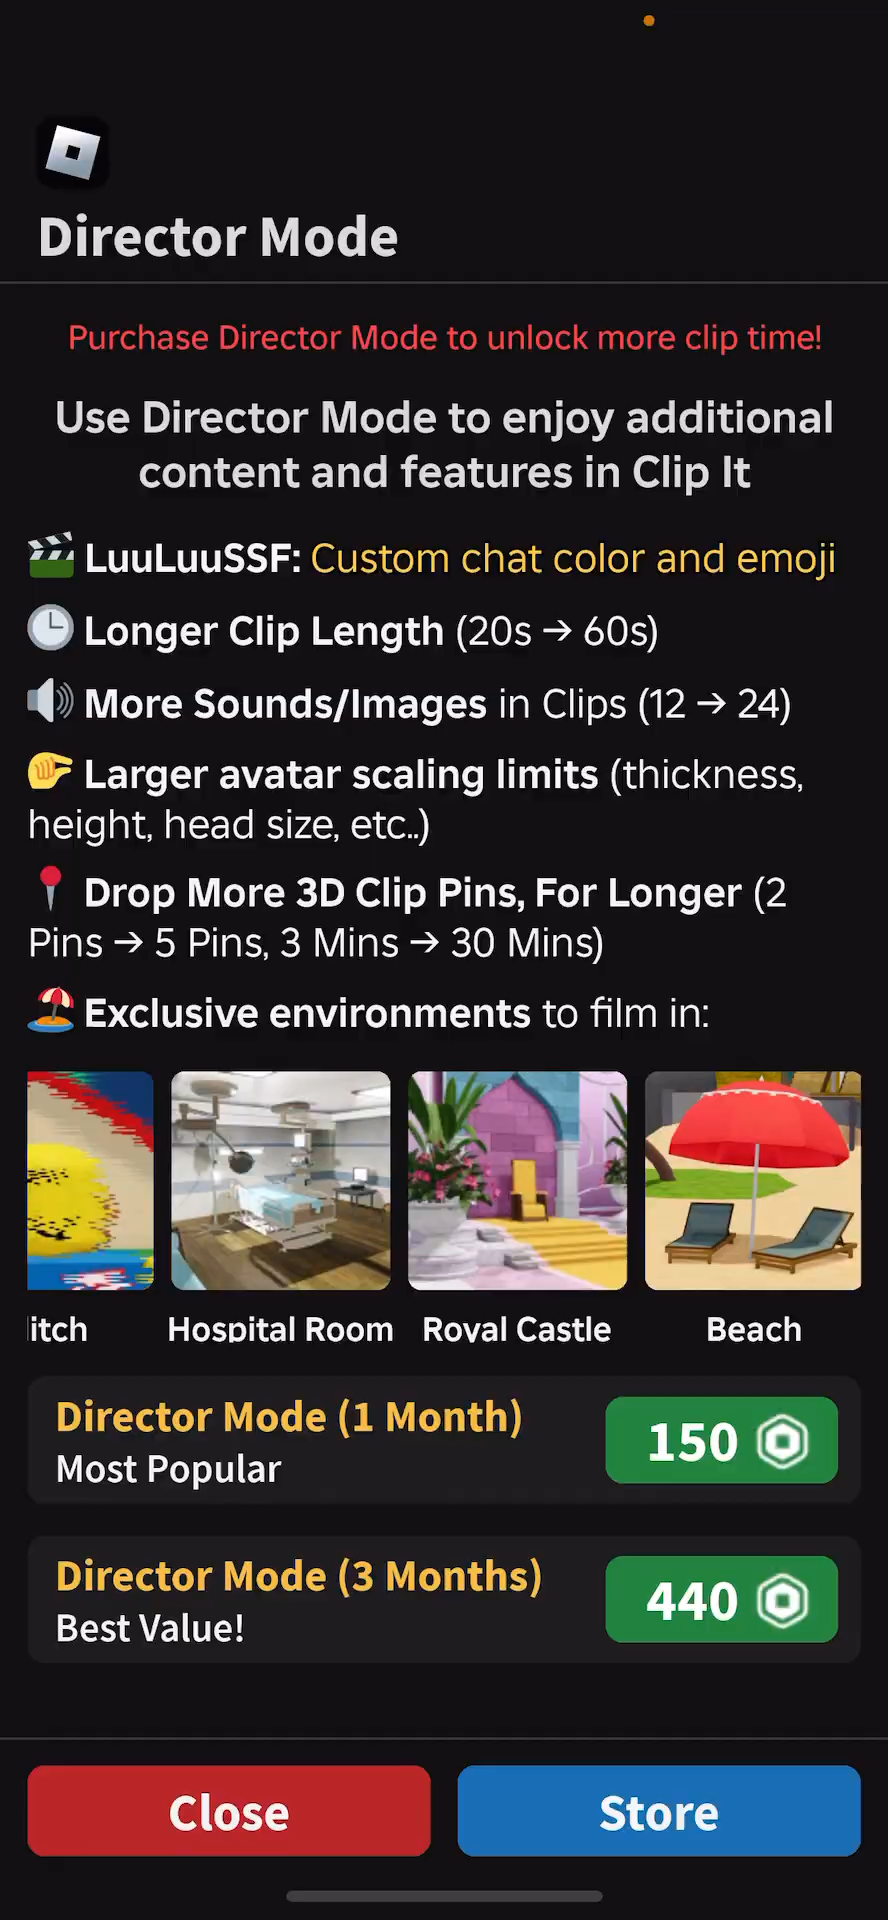 Director Mode
Purchase Director Mode to unlock more clip time!
Use Director Mode to enjoy additional
content and features in Clip It
🎬 LuuLuuSSF: Custom chat color and emoji
🕒 Longer Clip Length (20s → 60s)
🔊 More Sounds/Images in Clips (12 → 24)
🤏 Larger avatar scaling limits (thickness,
height, head size, etc..)
📍 Drop More 3D Clip Pins, For Longer (2
Pins → 5 Pins, 3 Mins → 30 Mins)
🏖️ Exclusive environments to film in:
litch Hospital Room Royal Castle Beach
Director Mode (1 Month)
Most Popular
150
Director Mode (3 Months)
Best Value!
440
Close Store